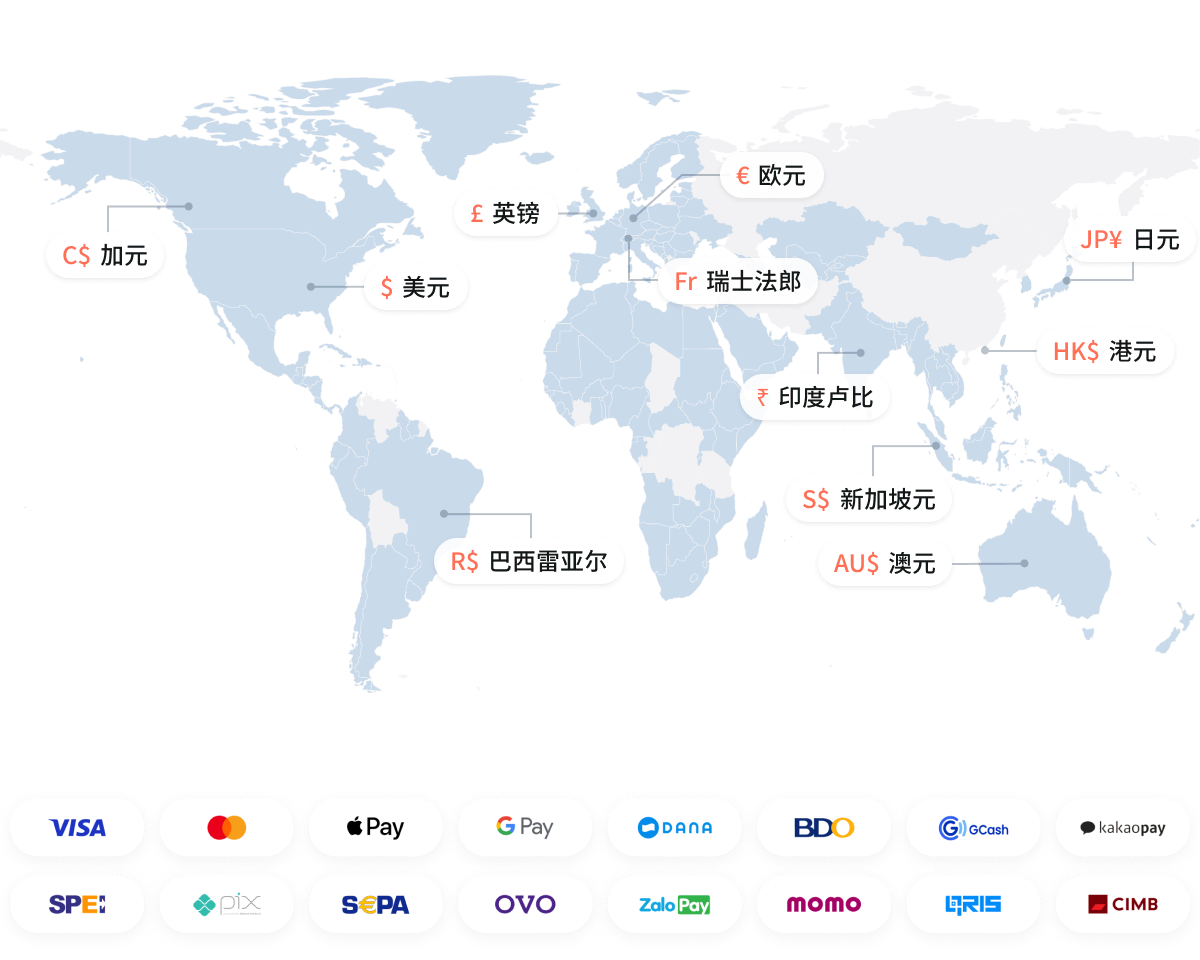 € 欧元
£ 英镑
JP¥ 日元
C$ 加元
Fr 瑞士法郎
$ 美元
HK$ 港元
₹ 印度卢比
S$ 新加坡元
R$ 巴西雷亚尔
AU$ 澳元
VISA
Pay
G Pay
DANA
BDO
GCash
kakaopay
SPEI
pix
S€PA
OVO
Zalo Pay
momo
QRIS
CIMB